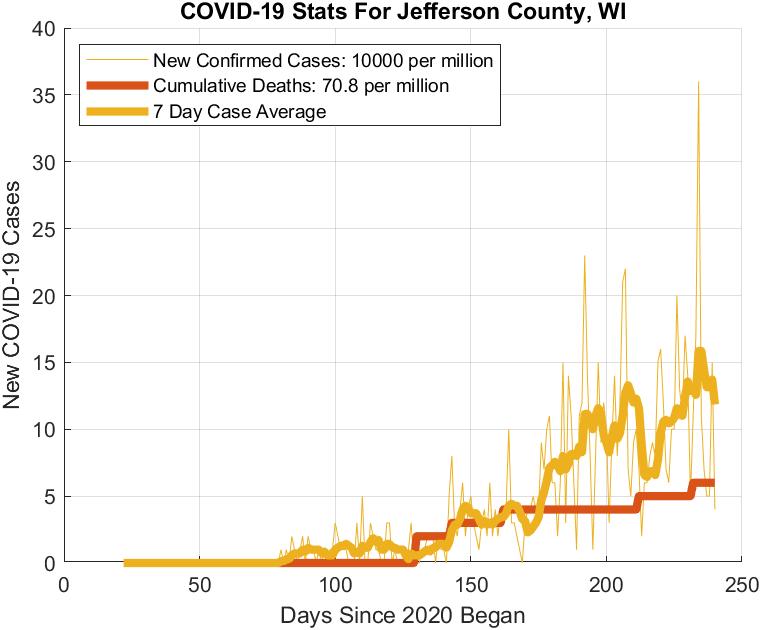 COVID-19 Stats For Jefferson County, WI
New Confirmed Cases: 10000 per million
Cumulative Deaths: 70.8 per million
7 Day Case Average
New COVID-19 Cases
40
35
30
25
20
15
10
5
0
0 50 100 150 200 250
Days Since 2020 Began